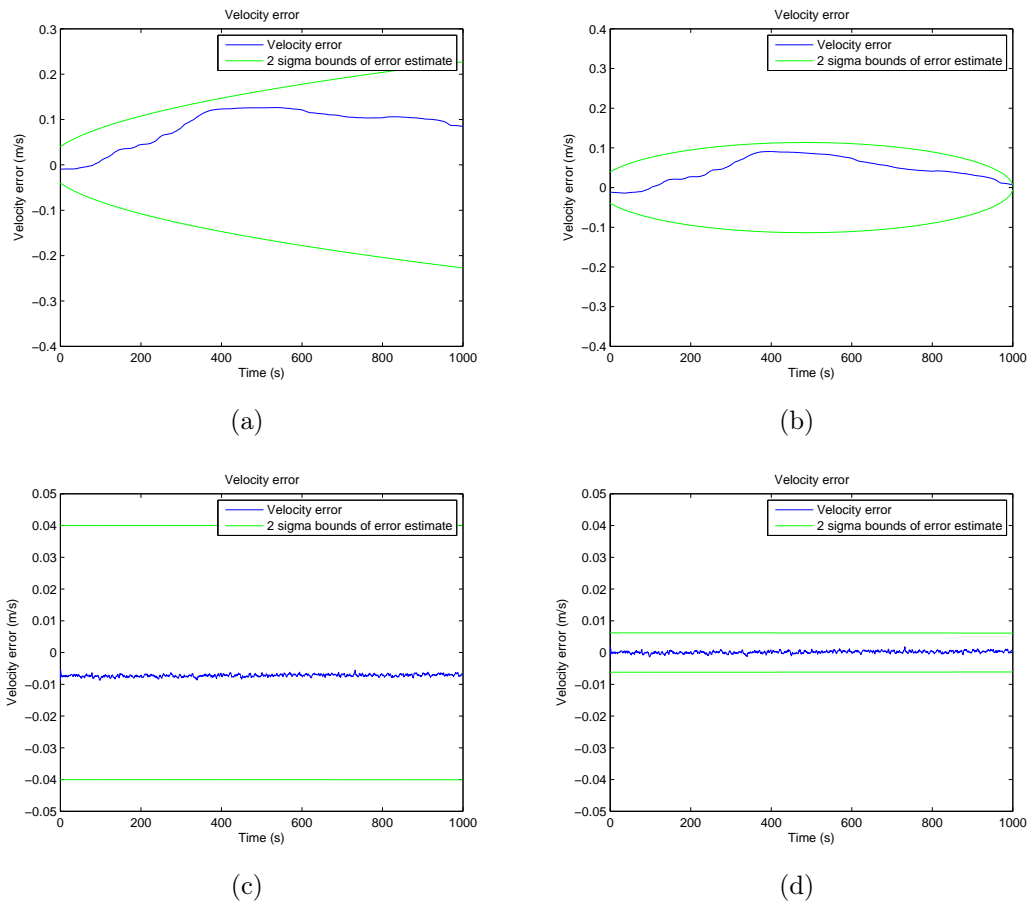 Velocity error
0.3
0.2
0.1
0
−0.1
−0.2
−0.3
−0.4
Velocity error (m/s)
Velocity error
2 sigma bounds of error estimate
0 200 400 600 800 1000
Time (s)
(a)
Velocity error
0.4
0.3
0.2
0.1
0
−0.1
−0.2
−0.3
−0.4
Velocity error (m/s)
Velocity error
2 sigma bounds of error estimate
0 200 400 600 800 1000
Time (s)
(b)
Velocity error
0.05
0.04
0.03
0.02
0.01
0
−0.01
−0.02
−0.03
−0.04
−0.05
Velocity error (m/s)
Velocity error
2 sigma bounds of error estimate
0 200 400 600 800 1000
Time (s)
(c)
Velocity error
0.05
0.04
0.03
0.02
0.01
0
−0.01
−0.02
−0.03
−0.04
−0.05
Velocity error (m/s)
Velocity error
2 sigma bounds of error estimate
0 200 400 600 800 1000
Time (s)
(d)